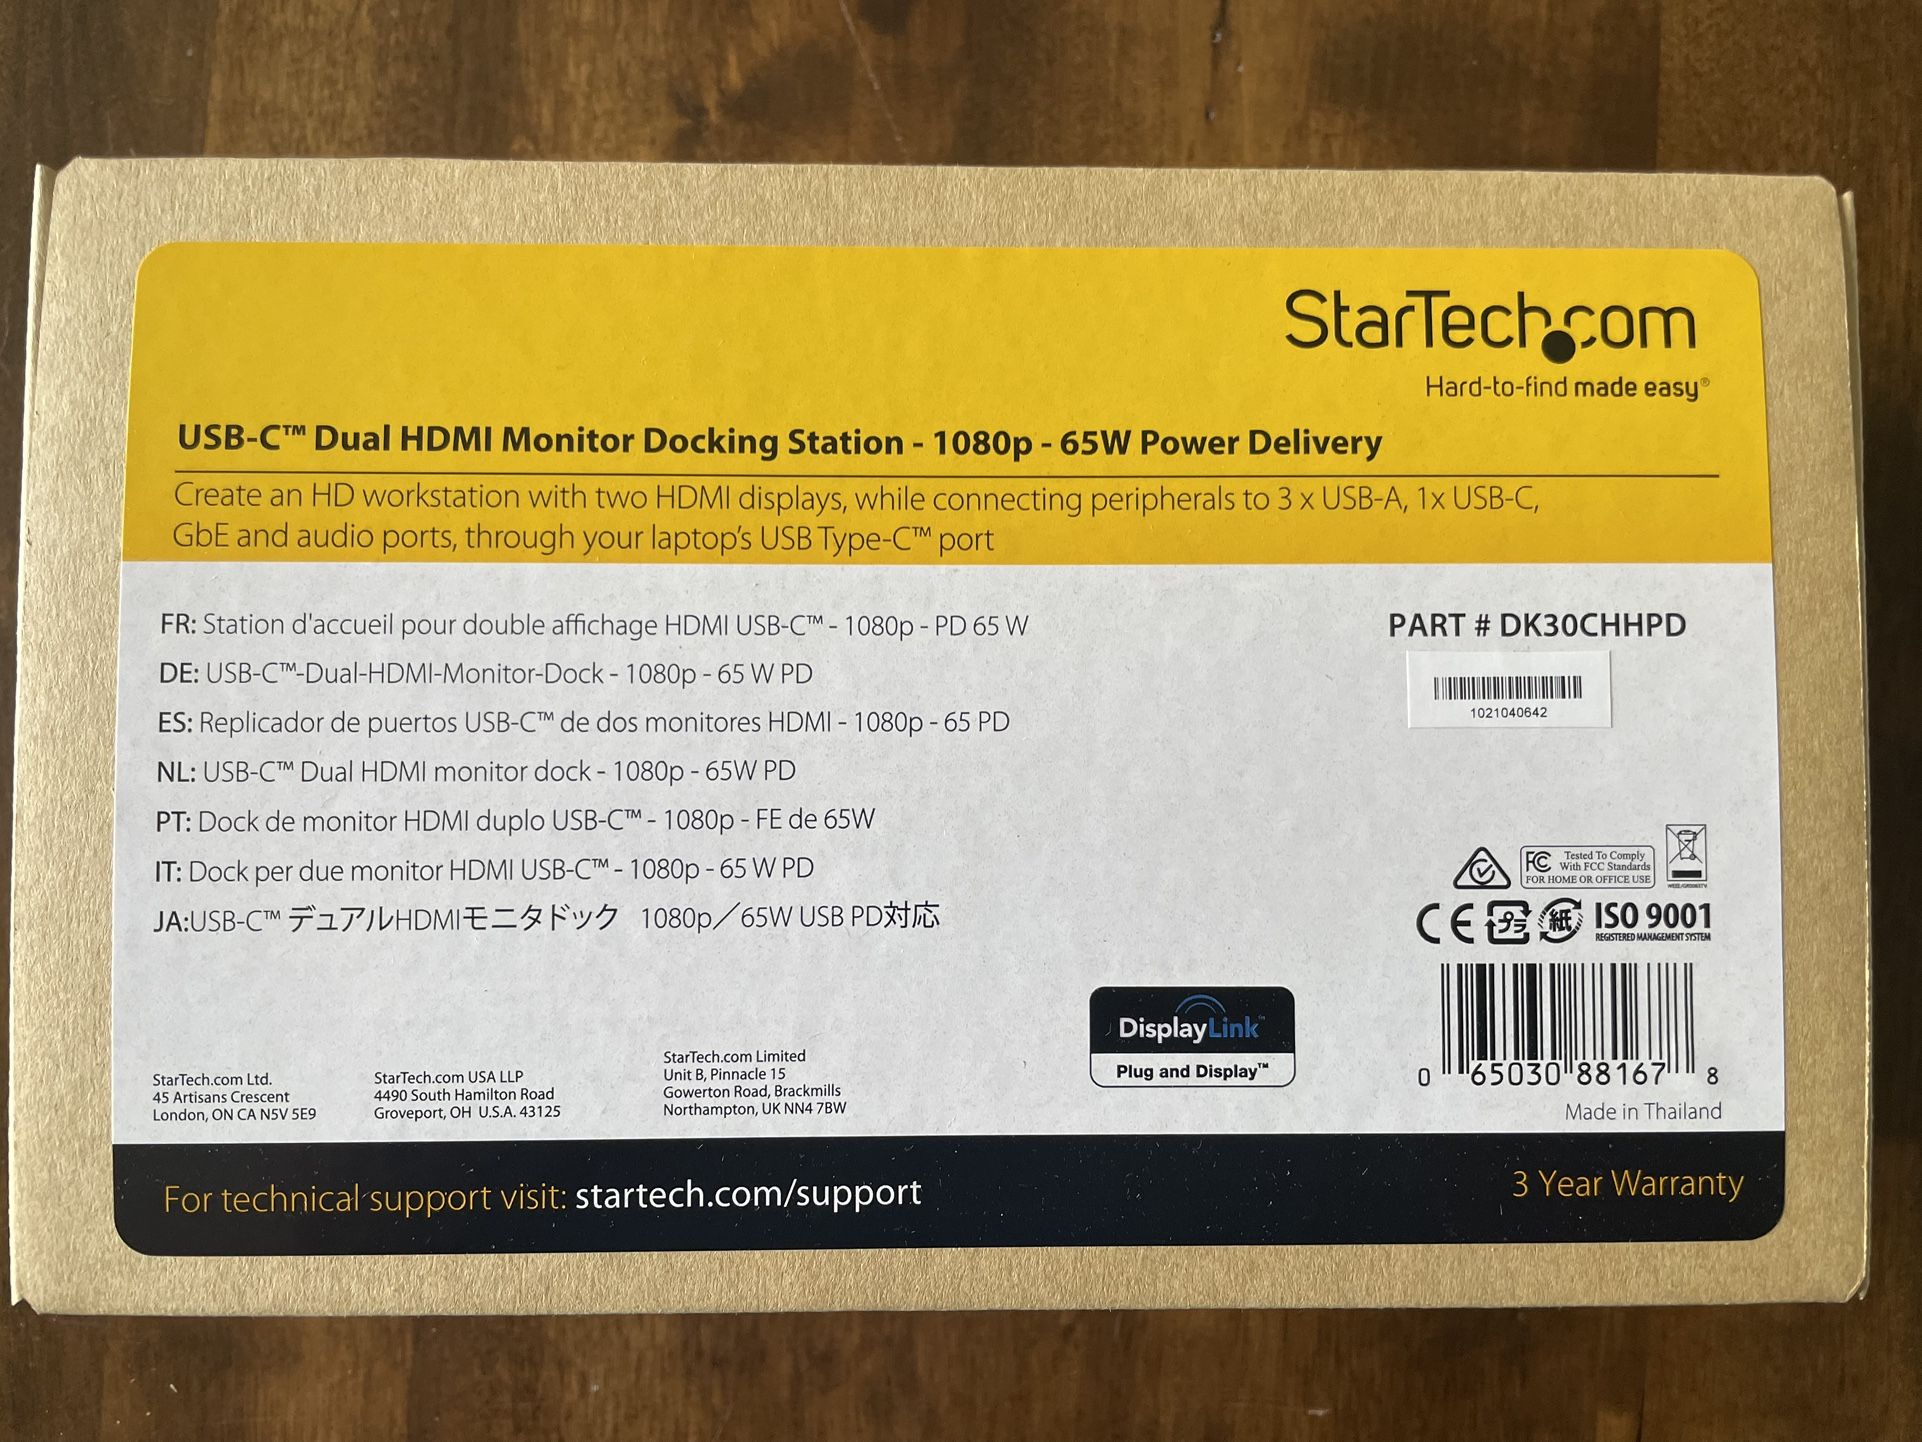 StarTech.com
Hard-to-find made easy®
USB-C™ Dual HDMI Monitor Docking Station - 1080p - 65W Power Delivery
Create an HD workstation with two HDMI displays, while connecting peripherals to 3 x USB-A, 1x USB-C,
GbE and audio ports, through your laptop's USB Type-C™ port
FR: Station d'accueil pour double affichage HDMI USB-C™ - 1080p - PD 65 W
DE: USB-C™-Dual-HDMI-Monitor-Dock - 1080p - 65 W PD
ES: Replicador de puertos USB-C™ de dos monitores HDMI - 1080p - 65 PD
NL: USB-C™ Dual HDMI monitor dock - 1080p - 65W PD
PT: Dock de monitor HDMI duplo USB-C™ - 1080p - FE de 65W
IT: Dock per due monitor HDMI USB-C™ - 1080p - 65 W PD
JA:USB-C™ デュアルHDMIモニタドック 1080p／65W USB PD対応
PART # DK30CHHPD
1021040642
FC Tested To Comply
With FCC Standards
FOR HOME OR OFFICE USE
CE プラ 紙 ISO 9001
REGISTERED MANAGEMENT SYSTEM
DisplayLink™
Plug and Display™
0 65030 88167 8
Made in Thailand
StarTech.com Ltd.
45 Artisans Crescent
London, ON CA N5V 5E9
StarTech.com USA LLP
4490 South Hamilton Road
Groveport, OH U.S.A. 43125
StarTech.com Limited
Unit B, Pinnacle 15
Gowerton Road, Brackmills
Northampton, UK NN4 7BW
For technical support visit: startech.com/support
3 Year Warranty